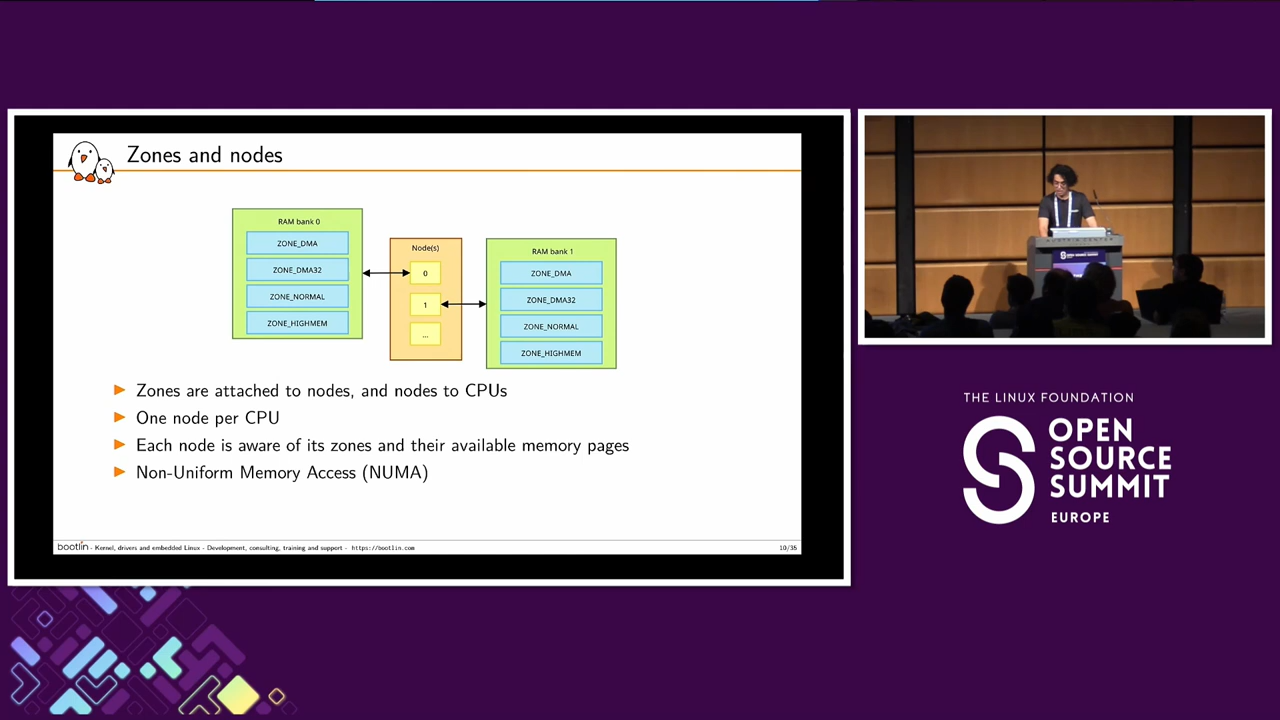 Zones and nodes
RAM bank 0
ZONE_DMA
ZONE_DMA32
ZONE_NORMAL
ZONE_HIGHMEM
Node(s)
0
1
...
RAM bank 1
ZONE_DMA
ZONE_DMA32
ZONE_NORMAL
ZONE_HIGHMEM
Zones are attached to nodes, and nodes to CPUs
One node per CPU
Each node is aware of its zones and their available memory pages
Non-Uniform Memory Access (NUMA)
bootlin - Kernel, drivers and embedded Linux - Development, consulting, training and support - https://bootlin.com
10/35
THE LINUX FOUNDATION
OPEN
SOURCE
SUMMIT
EUROPE